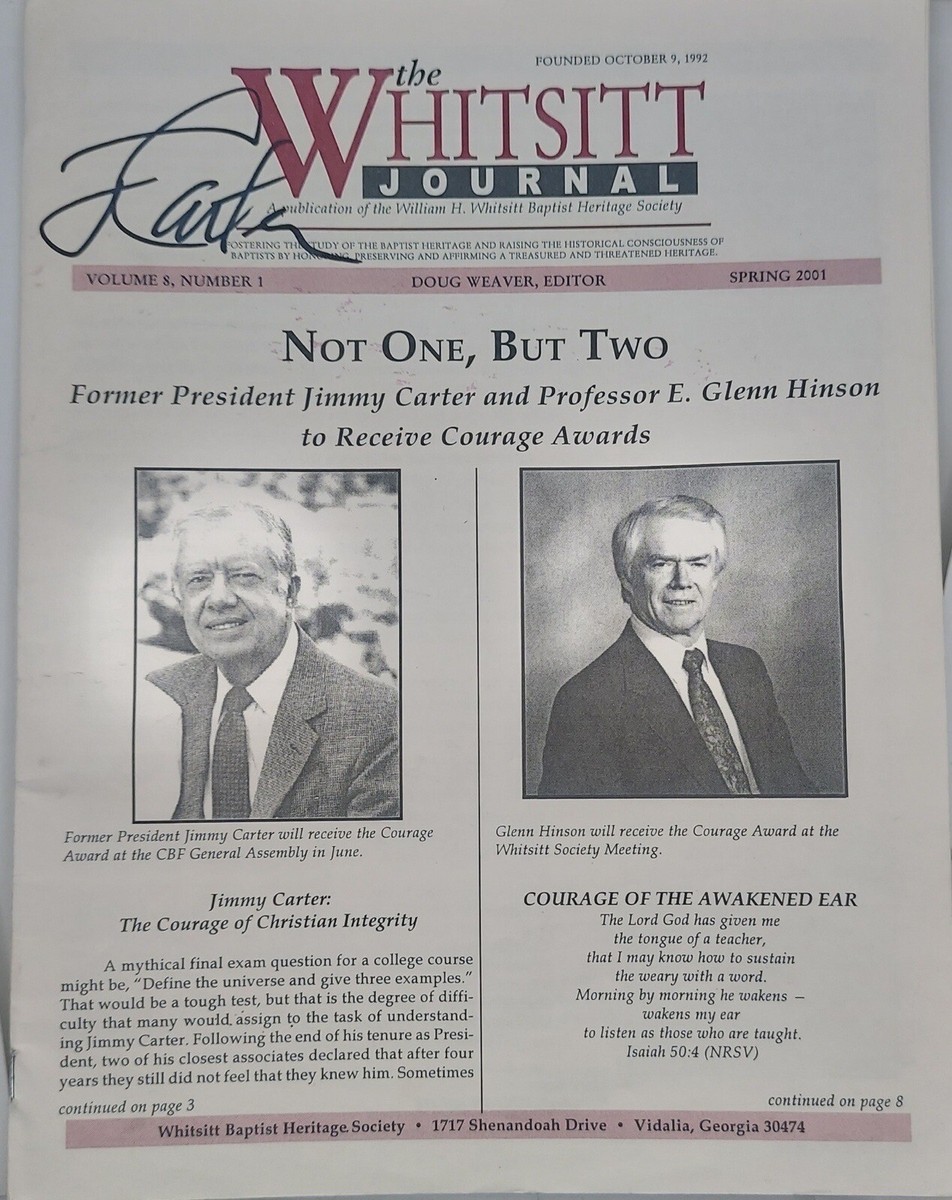 FOUNDED OCTOBER 9, 1992
the
WHITSITT
JOURNAL
J Carter
A publication of the William H. Whitsitt Baptist Heritage Society
FOSTERING THE STUDY OF THE BAPTIST HERITAGE AND RAISING THE HISTORICAL CONSCIOUSNESS OF
BAPTISTS BY HONORING, PRESERVING AND AFFIRMING A TREASURED AND THREATENED HERITAGE.
VOLUME 8, NUMBER 1 DOUG WEAVER, EDITOR SPRING 2001
NOT ONE, BUT TWO
Former President Jimmy Carter and Professor E. Glenn Hinson
to Receive Courage Awards
Former President Jimmy Carter will receive the Courage
Award at the CBF General Assembly in June.
Jimmy Carter:
The Courage of Christian Integrity
A mythical final exam question for a college course
might be, "Define the universe and give three examples."
That would be a tough test, but that is the degree of diffi-
culty that many would assign to the task of understand-
ing Jimmy Carter. Following the end of his tenure as Presi-
dent, two of his closest associates declared that after four
years they still did not feel that they knew him. Sometimes
continued on page 3
Glenn Hinson will receive the Courage Award at the
Whitsitt Society Meeting.
COURAGE OF THE AWAKENED EAR
The Lord God has given me
the tongue of a teacher,
that I may know how to sustain
the weary with a word.
Morning by morning he wakens –
wakens my ear
to listen as those who are taught.
Isaiah 50:4 (NRSV)
continued on page 8
Whitsitt Baptist Heritage Society • 1717 Shenandoah Drive • Vidalia, Georgia 30474